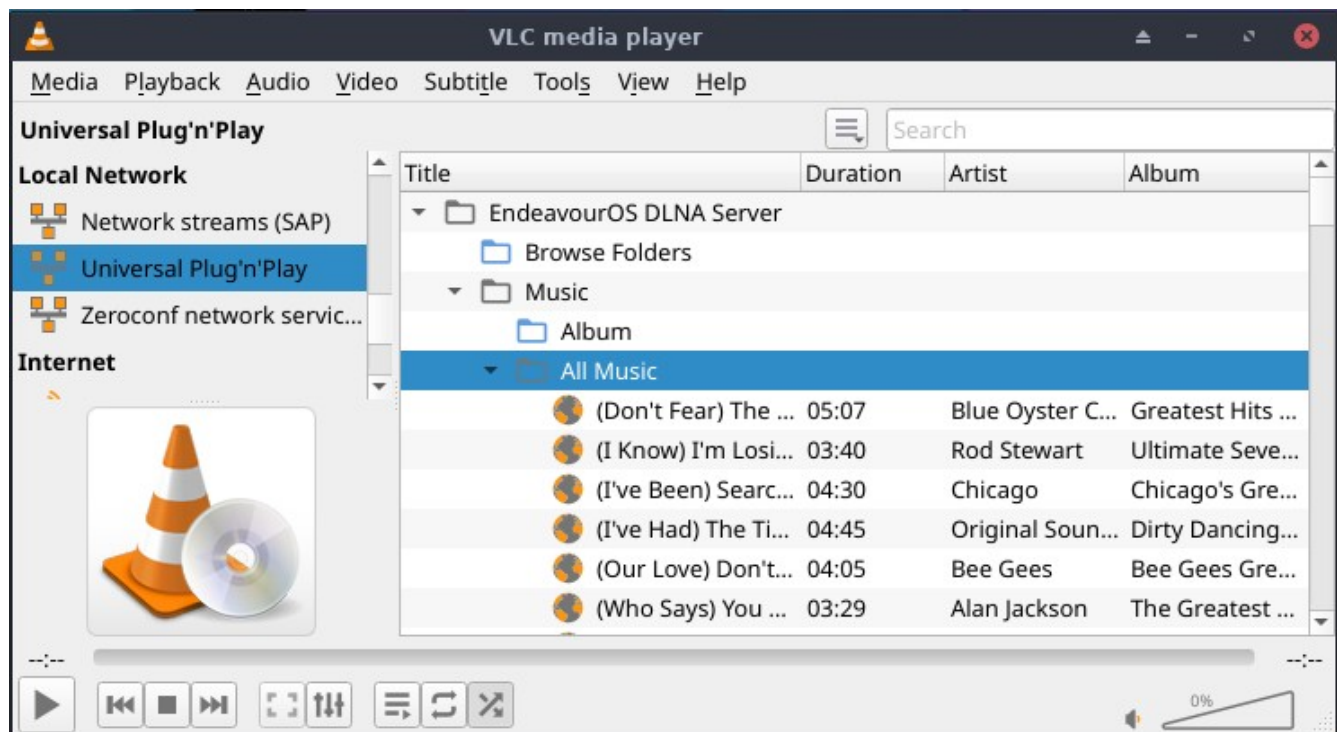 VLC media player
Media Playback Audio Video Subtitle Tools View Help
Universal Plug'n'Play
Search
Local Network
Network streams (SAP)
Universal Plug'n'Play
Zeroconf network servic...
Internet
Title Duration Artist Album
EndeavourOS DLNA Server
Browse Folders
Music
Album
All Music
(Don't Fear) The ... 05:07 Blue Oyster C... Greatest Hits ...
(I Know) I'm Losi... 03:40 Rod Stewart Ultimate Seve...
(I've Been) Searc... 04:30 Chicago Chicago's Gre...
(I've Had) The Ti... 04:45 Original Soun... Dirty Dancing...
(Our Love) Don't... 04:05 Bee Gees Bee Gees Gre...
(Who Says) You ... 03:29 Alan Jackson The Greatest ...
--:-- --:--
0%